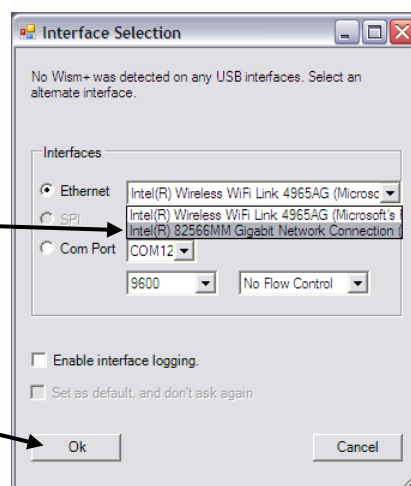 Interface Selection
No Wism+ was detected on any USB interfaces. Select an
alternate interface.
Interfaces
Ethernet
Intel(R) Wireless WiFi Link 4965AG (Microsc
Intel(R) Wireless WiFi Link 4965AG (Microsoft's
SPI
Intel(R) 82566MM Gigabit Network Connection (
Com Port
COM12
9600
No Flow Control
Enable interface logging.
Set as default, and don't ask again
Ok
Cancel